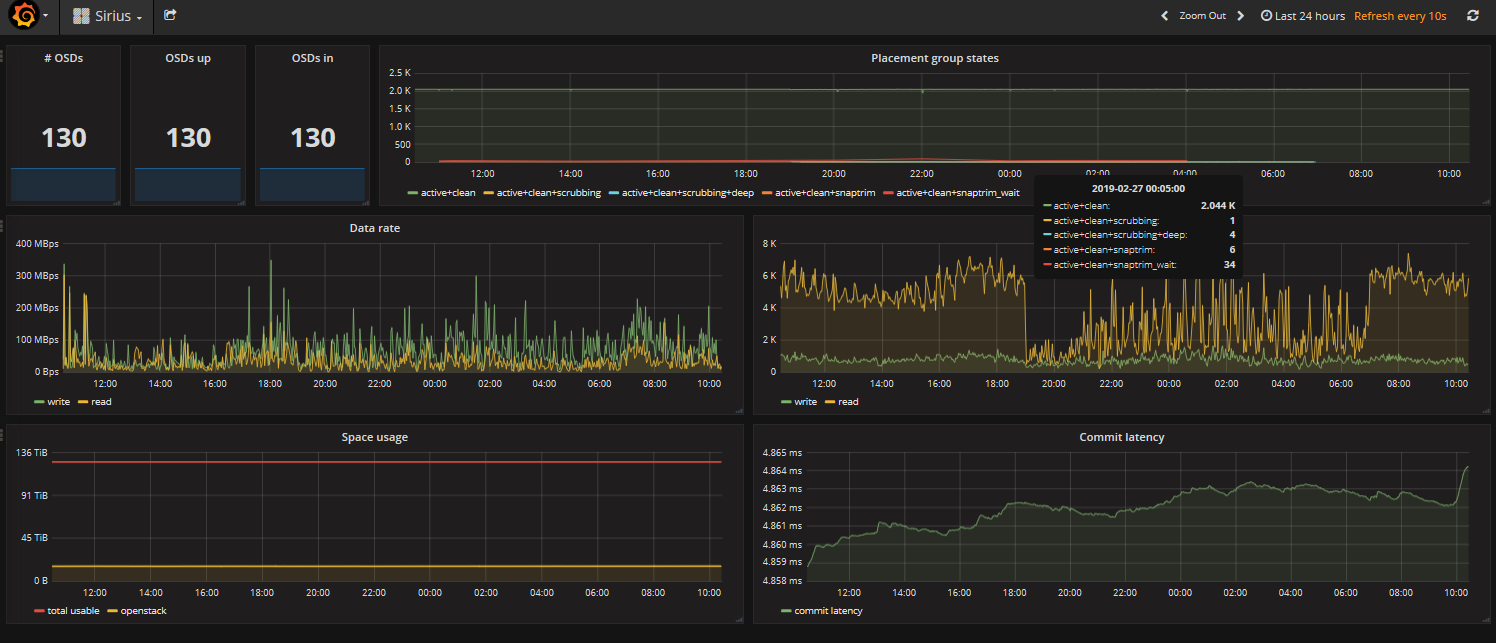 Sirius
Zoom Out
Last 24 hours
Refresh every 10s
# OSDs
130
OSDs up
130
OSDs in
130
Placement group states
2.5 K
2.0 K
1.5 K
1.0 K
500
0
12:00 14:00 16:00 18:00 20:00 22:00 00:00 02:00 04:00 06:00 08:00 10:00
active+clean active+clean+scrubbing active+clean+scrubbing+deep active+clean+snaptrim active+clean+snaptrim_wait
2019-02-27 00:05:00
active+clean: 2.044 K
active+clean+scrubbing: 1
active+clean+scrubbing+deep: 4
active+clean+snaptrim: 6
active+clean+snaptrim_wait: 34
Data rate
400 MBps
300 MBps
200 MBps
100 MBps
0 Bps
12:00 14:00 16:00 18:00 20:00 22:00 00:00 02:00 04:00 06:00 08:00 10:00
write read
8 K
6 K
4 K
2 K
0
12:00 14:00 16:00 18:00 20:00 22:00 00:00 02:00 04:00 06:00 08:00 10:00
write read
Space usage
136 TiB
91 TiB
45 TiB
0 B
12:00 14:00 16:00 18:00 20:00 22:00 00:00 02:00 04:00 06:00 08:00 10:00
total usable openstack
Commit latency
4.865 ms
4.864 ms
4.863 ms
4.862 ms
4.861 ms
4.860 ms
4.859 ms
4.858 ms
12:00 14:00 16:00 18:00 20:00 22:00 00:00 02:00 04:00 06:00 08:00 10:00
commit latency